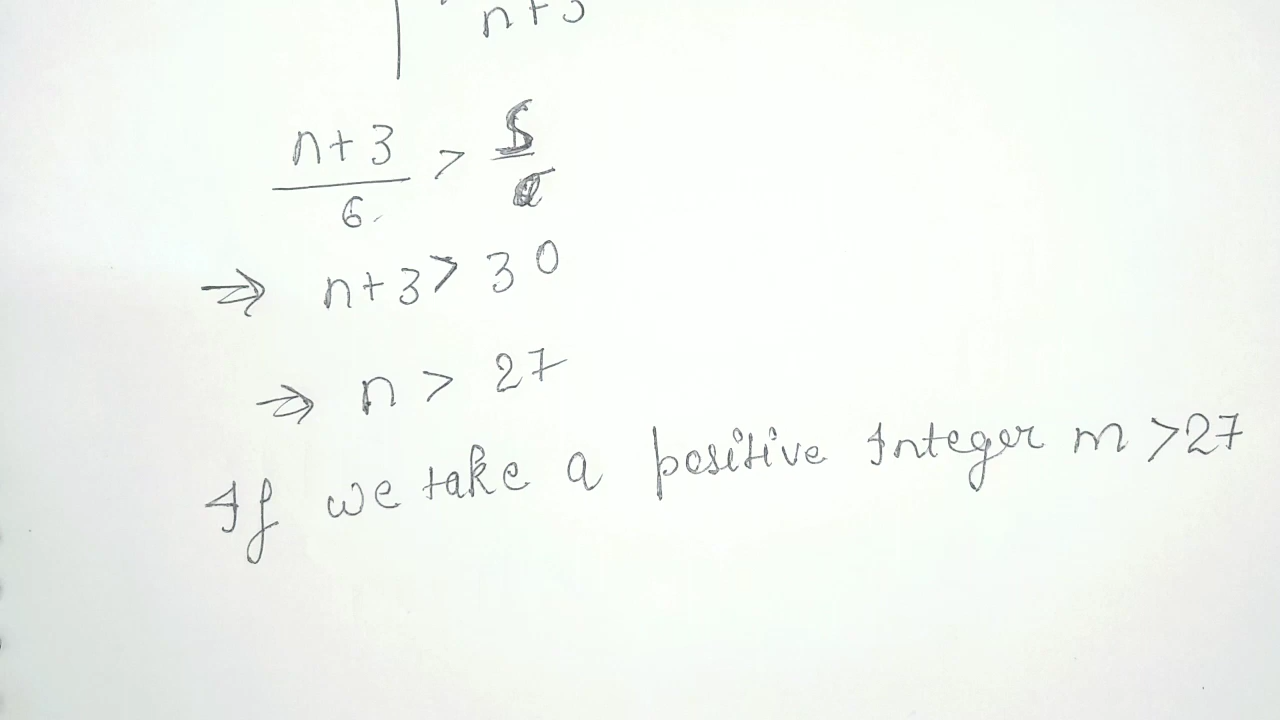 n+3
n+3 / 6 > 5
⇒ n+3 > 30
⇒ n > 27
If we take a positive Integer m >27